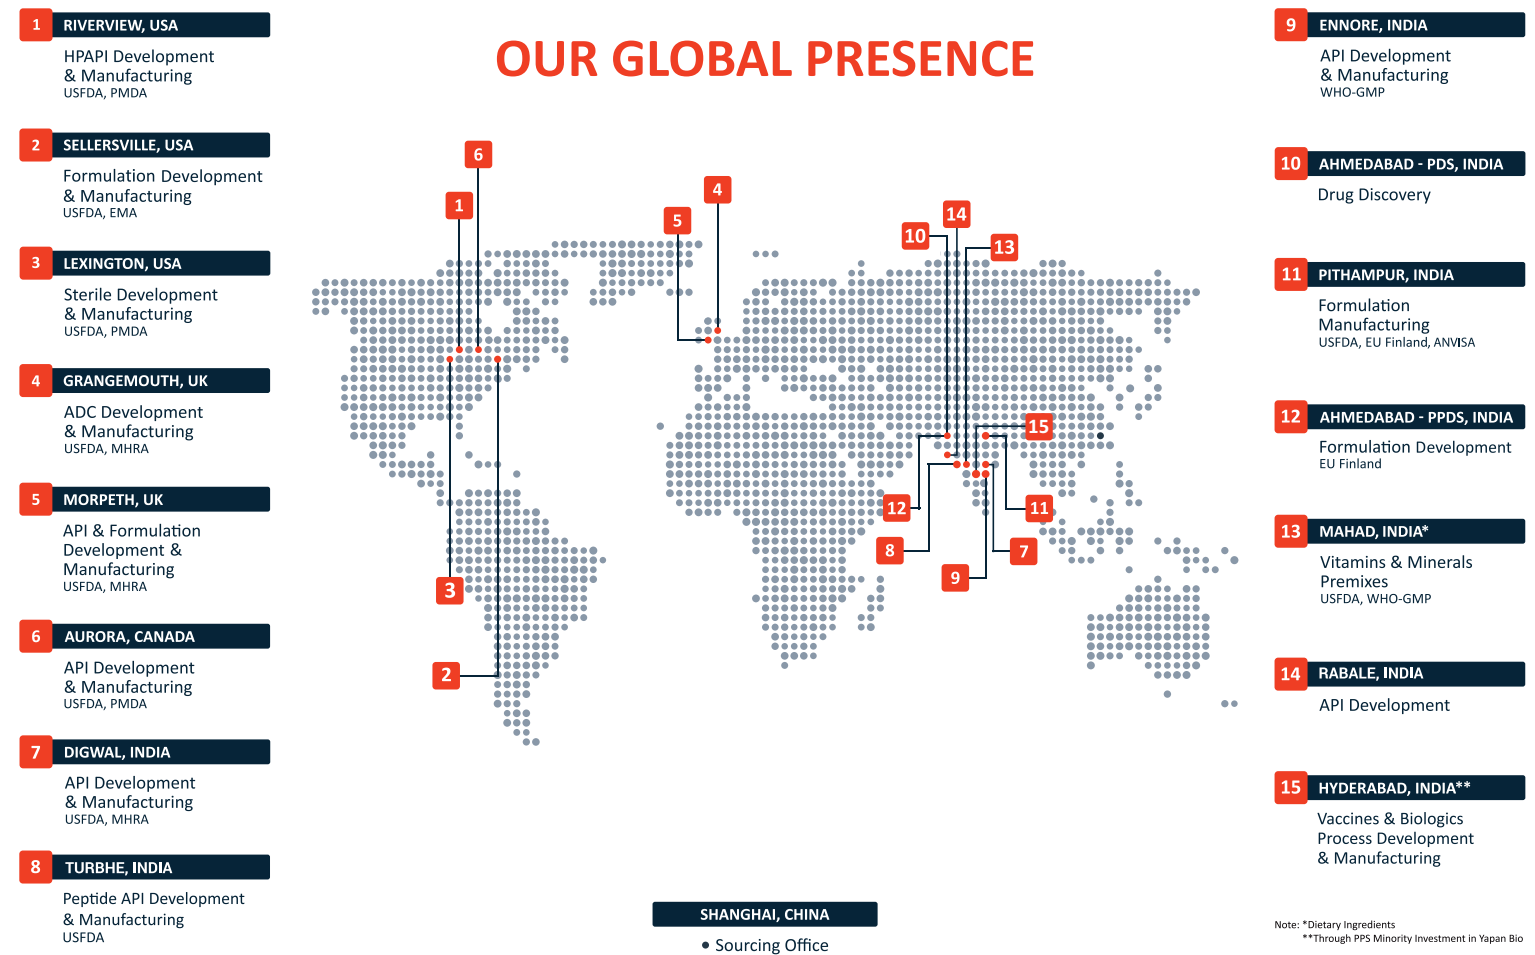 OUR GLOBAL PRESENCE
1 RIVERVIEW, USA
HPAPI Development
& Manufacturing
USFDA, PMDA
2 SELLERSVILLE, USA
Formulation Development
& Manufacturing
USFDA, EMA
3 LEXINGTON, USA
Sterile Development
& Manufacturing
USFDA, PMDA
4 GRANGEMOUTH, UK
ADC Development
& Manufacturing
USFDA, MHRA
5 MORPETH, UK
API & Formulation
Development &
Manufacturing
USFDA, MHRA
6 AURORA, CANADA
API Development
& Manufacturing
USFDA, PMDA
7 DIGWAL, INDIA
API Development
& Manufacturing
USFDA, MHRA
8 TURBHE, INDIA
Peptide API Development
& Manufacturing
USFDA
6
1
4
5
14
10
13
15
12
11
8
7
9
3
2
SHANGHAI, CHINA
• Sourcing Office
9 ENNORE, INDIA
API Development
& Manufacturing
WHO-GMP
10 AHMEDABAD - PDS, INDIA
Drug Discovery
11 PITHAMPUR, INDIA
Formulation
Manufacturing
USFDA, EU Finland, ANVISA
12 AHMEDABAD - PPDS, INDIA
Formulation Development
EU Finland
13 MAHAD, INDIA*
Vitamins & Minerals
Premixes
USFDA, WHO-GMP
14 RABALE, INDIA
API Development
15 HYDERABAD, INDIA**
Vaccines & Biologics
Process Development
& Manufacturing
Note: *Dietary Ingredients
**Through PPS Minority Investment in Yapan Bio